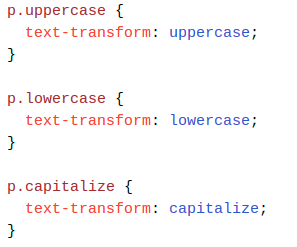 p.uppercase {
  text-transform: uppercase;
}

p.lowercase {
  text-transform: lowercase;
}

p.capitalize {
  text-transform: capitalize;
}